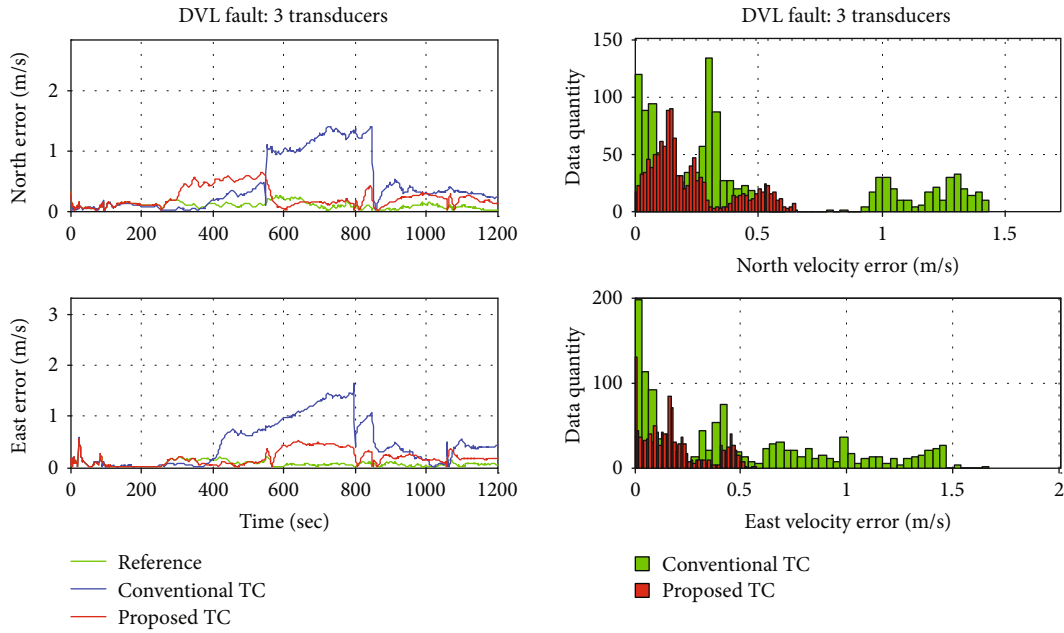 DVL fault: 3 transducers
North error (m/s)
2
1
0
0 200 400 600 800 1000 1200
East error (m/s)
3
2
1
0
0 200 400 600 800 1000 1200
Time (sec)
Reference
Conventional TC
Proposed TC
DVL fault: 3 transducers
Data quantity
150
100
50
0
0 0.5 1 1.5
North velocity error (m/s)
Data quantity
200
100
0
0 0.5 1 1.5 2
East velocity error (m/s)
Conventional TC
Proposed TC